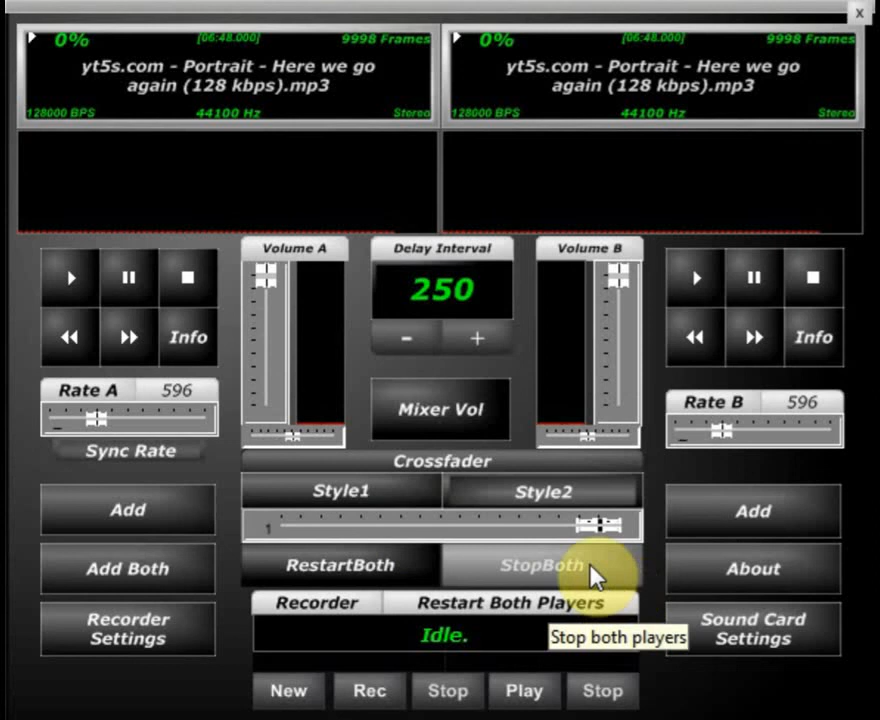 x
0% [06:48.000] 9998 Frames
yt5s.com - Portrait - Here we go
again (128 kbps).mp3
128000 BPS 44100 Hz Stereo
0% [06:48.000] 9998 Frames
yt5s.com - Portrait - Here we go
again (128 kbps).mp3
128000 BPS 44100 Hz Stereo
Volume A
Delay Interval
Volume B
250
- +
Info
Info
Rate A 596
Mixer Vol
Rate B 596
Sync Rate
Crossfader
Style1 Style2
Add
1
Add
RestartBoth StopBoth
Add Both
About
Recorder Restart Both Players
Recorder
Settings
Idle.
Stop both players
Sound Card
Settings
New Rec Stop Play Stop